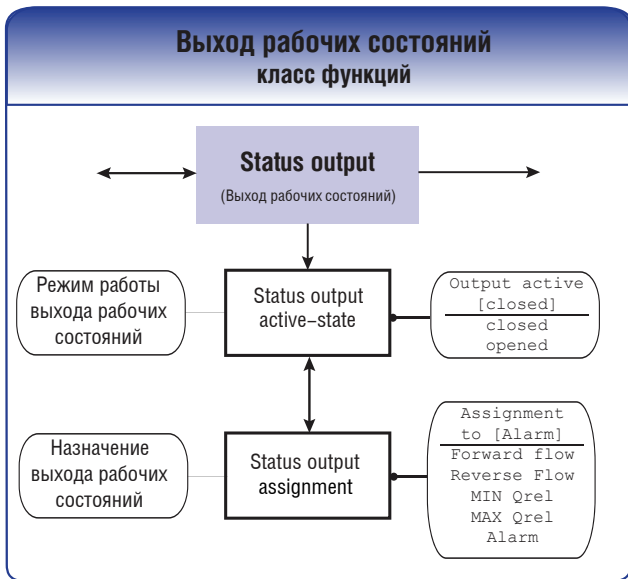 Выход рабочих состояний
класс функций
Status output
(Выход рабочих состояний)
Режим работы
выхода рабочих
состояний
Status output
active–state
Output active
[closed]
closed
opened
Назначение
выхода рабочих
состояний
Status output
assignment
Assignment
to [Alarm]
Forward flow
Reverse Flow
MIN Qrel
MAX Qrel
Alarm